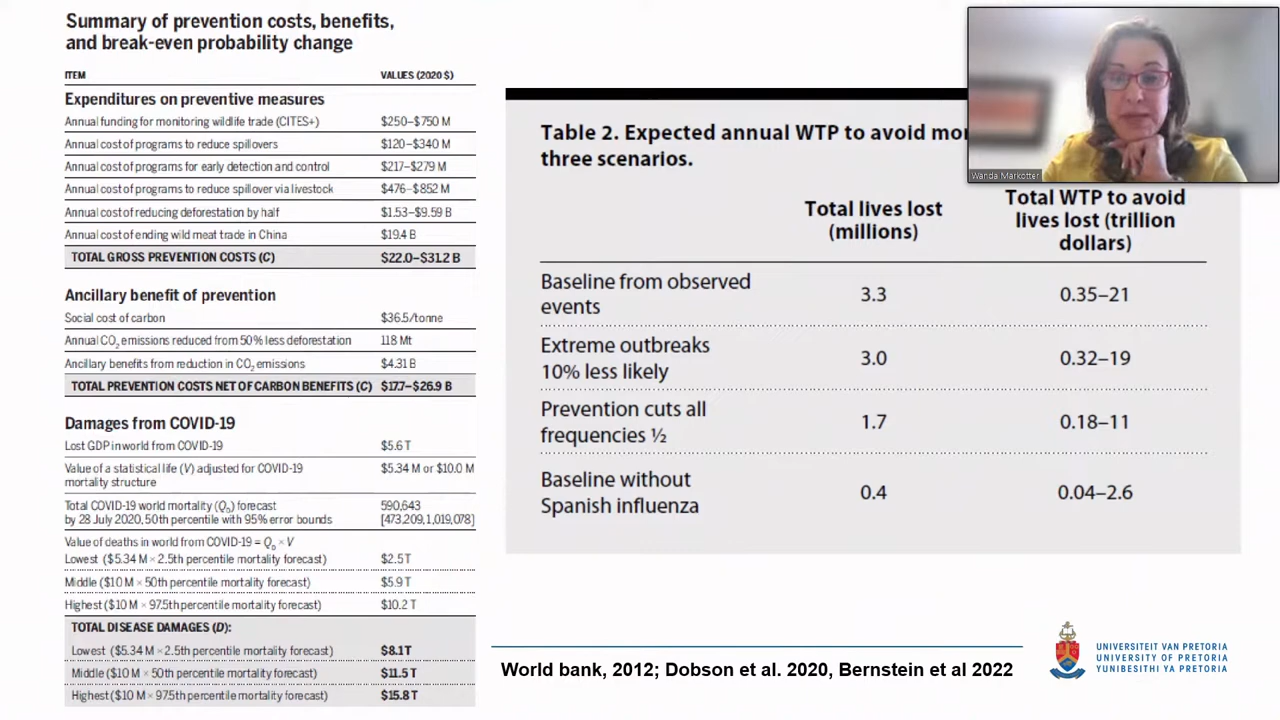 Summary of prevention costs, benefits,
and break-even probability change
ITEM VALUES (2020 $)
Expenditures on preventive measures
Annual funding for monitoring wildlife trade (CITES+) $250–$750 M
Annual cost of programs to reduce spillovers $120–$340 M
Annual cost of programs for early detection and control $217–$279 M
Annual cost of programs to reduce spillover via livestock $476–$852 M
Annual cost of reducing deforestation by half $1.53–$9.59 B
Annual cost of ending wild meat trade in China $19.4 B
TOTAL GROSS PREVENTION COSTS (C) $22.0–$31.2 B
Ancillary benefit of prevention
Social cost of carbon $36.5/tonne
Annual CO₂ emissions reduced from 50% less deforestation 118 Mt
Ancillary benefits from reduction in CO₂ emissions $4.31 B
TOTAL PREVENTION COSTS NET OF CARBON BENEFITS (C) $17.7–$26.9 B
Damages from COVID-19
Lost GDP in world from COVID-19 $5.6 T
Value of a statistical life (V) adjusted for COVID-19 $5.34 M or $10.0 M
mortality structure
Total COVID-19 world mortality (Q₀) forecast 590,643
by 28 July 2020, 50th percentile with 95% error bounds [473,209, 1,019,078]
Value of deaths in world from COVID-19 = Q₀ × V
Lowest ($5.34 M × 2.5th percentile mortality forecast) $2.5 T
Middle ($10 M × 50th percentile mortality forecast) $5.9 T
Highest ($10 M × 97.5th percentile mortality forecast) $10.2 T
TOTAL DISEASE DAMAGES (D):
Lowest ($5.34 M × 2.5th percentile mortality forecast) $8.1 T
Middle ($10 M × 50th percentile mortality forecast) $11.5 T
Highest ($10 M × 97.5th percentile mortality forecast) $15.8 T
Table 2. Expected annual WTP to avoid mor
three scenarios.
Total lives lost
(millions)
Total WTP to avoid
lives lost (trillion
dollars)
Baseline from observed
events 3.3 0.35–21
Extreme outbreaks
10% less likely 3.0 0.32–19
Prevention cuts all
frequencies ½ 1.7 0.18–11
Baseline without
Spanish influenza 0.4 0.04–2.6
Wanda Markotter
World bank, 2012; Dobson et al. 2020, Bernstein et al 2022
UNIVERSITEIT VAN PRETORIA
UNIVERSITY OF PRETORIA
YUNIBESITHI YA PRETORIA